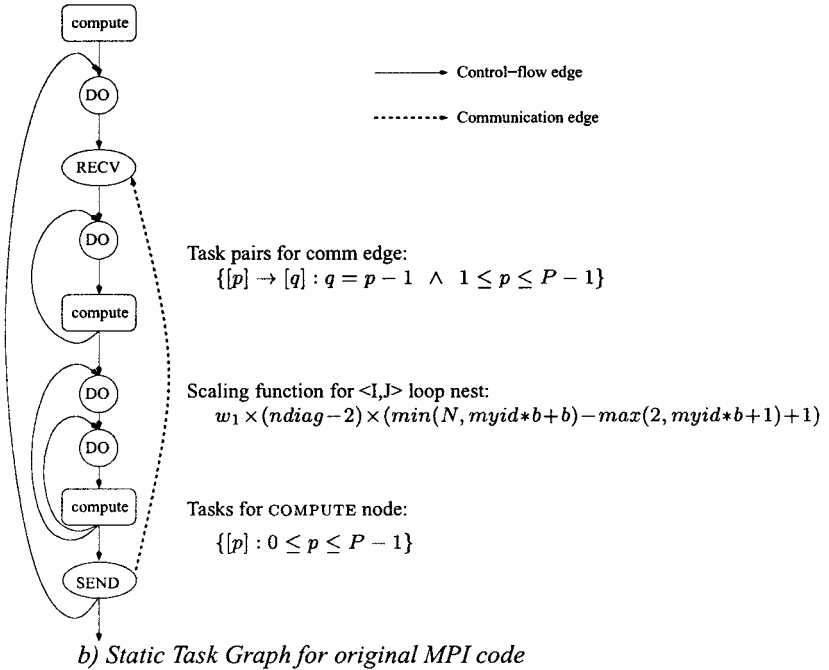 compute
DO
Control–flow edge
Communication edge
RECV
DO
Task pairs for comm edge:
{[p] → [q] : q = p − 1 ∧ 1 ≤ p ≤ P − 1}
compute
DO
Scaling function for <I,J> loop nest:
w₁ × (ndiag−2) × (min(N, myid*b+b)−max(2, myid*b+1)+1)
DO
compute
Tasks for COMPUTE node:
{[p] : 0 ≤ p ≤ P − 1}
SEND
b) Static Task Graph for original MPI code